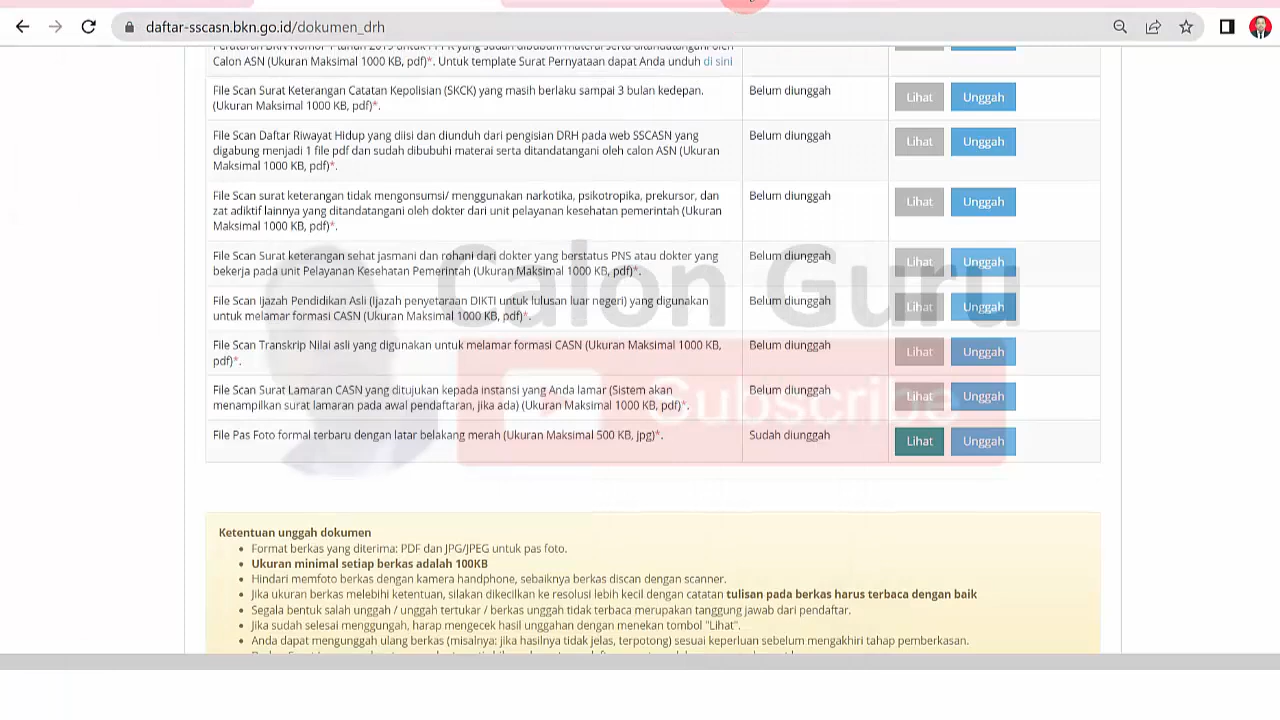 daftar-sscasn.bkn.go.id/dokumen_drh
Calon ASN (Ukuran Maksimal 1000 KB, pdf)*. Untuk template Surat Pernyataan dapat Anda unduh di sini
File Scan Surat Keterangan Catatan Kepolisian (SKCK) yang masih berlaku sampai 3 bulan kedepan.
(Ukuran Maksimal 1000 KB, pdf)*.
Belum diunggah
Lihat Unggah
File Scan Daftar Riwayat Hidup yang diisi dan diunduh dari pengisian DRH pada web SSCASN yang
digabung menjadi 1 file pdf dan sudah dibubuhi materai serta ditandatangani oleh calon ASN (Ukuran
Maksimal 1000 KB, pdf)*.
Belum diunggah
Lihat Unggah
File Scan surat keterangan tidak mengonsumsi/ menggunakan narkotika, psikotropika, prekursor, dan
zat adiktif lainnya yang ditandatangani oleh dokter dari unit pelayanan kesehatan pemerintah (Ukuran
Maksimal 1000 KB, pdf)*.
Belum diunggah
Lihat Unggah
File Scan Surat keterangan sehat jasmani dan rohani dari dokter yang berstatus PNS atau dokter yang
bekerja pada unit Pelayanan Kesehatan Pemerintah (Ukuran Maksimal 1000 KB, pdf)*.
Belum diunggah
Lihat Unggah
File Scan Ijazah Pendidikan Asli (Ijazah penyetaraan DIKTI untuk lulusan luar negeri) yang digunakan
untuk melamar formasi CASN (Ukuran Maksimal 1000 KB, pdf)*.
Belum diunggah
Lihat Unggah
File Scan Transkrip Nilai asli yang digunakan untuk melamar formasi CASN (Ukuran Maksimal 1000 KB,
pdf)*.
Belum diunggah
Lihat Unggah
File Scan Surat Lamaran CASN yang ditujukan kepada instansi yang Anda lamar (Sistem akan
menampilkan surat lamaran pada awal pendaftaran, jika ada) (Ukuran Maksimal 1000 KB, pdf)*.
Belum diunggah
Lihat Unggah
File Pas Foto formal terbaru dengan latar belakang merah (Ukuran Maksimal 500 KB, jpg)*.
Sudah diunggah
Lihat Unggah
Calon Guru
Subscribe
Ketentuan unggah dokumen
• Format berkas yang diterima: PDF dan JPG/JPEG untuk pas foto.
• Ukuran minimal setiap berkas adalah 100KB
• Hindari memfoto berkas dengan kamera handphone, sebaiknya berkas discan dengan scanner.
• Jika ukuran berkas melebihi ketentuan, silakan dikecilkan ke resolusi lebih kecil dengan catatan tulisan pada berkas harus terbaca dengan baik
• Segala bentuk salah unggah / unggah tertukar / berkas unggah tidak terbaca merupakan tanggung jawab dari pendaftar.
• Jika sudah selesai menggunggah, harap mengecek hasil unggahan dengan menekan tombol "Lihat".
• Anda dapat mengunggah ulang berkas (misalnya: jika hasilnya tidak jelas, terpotong) sesuai keperluan sebelum mengakhiri tahap pemberkasan.